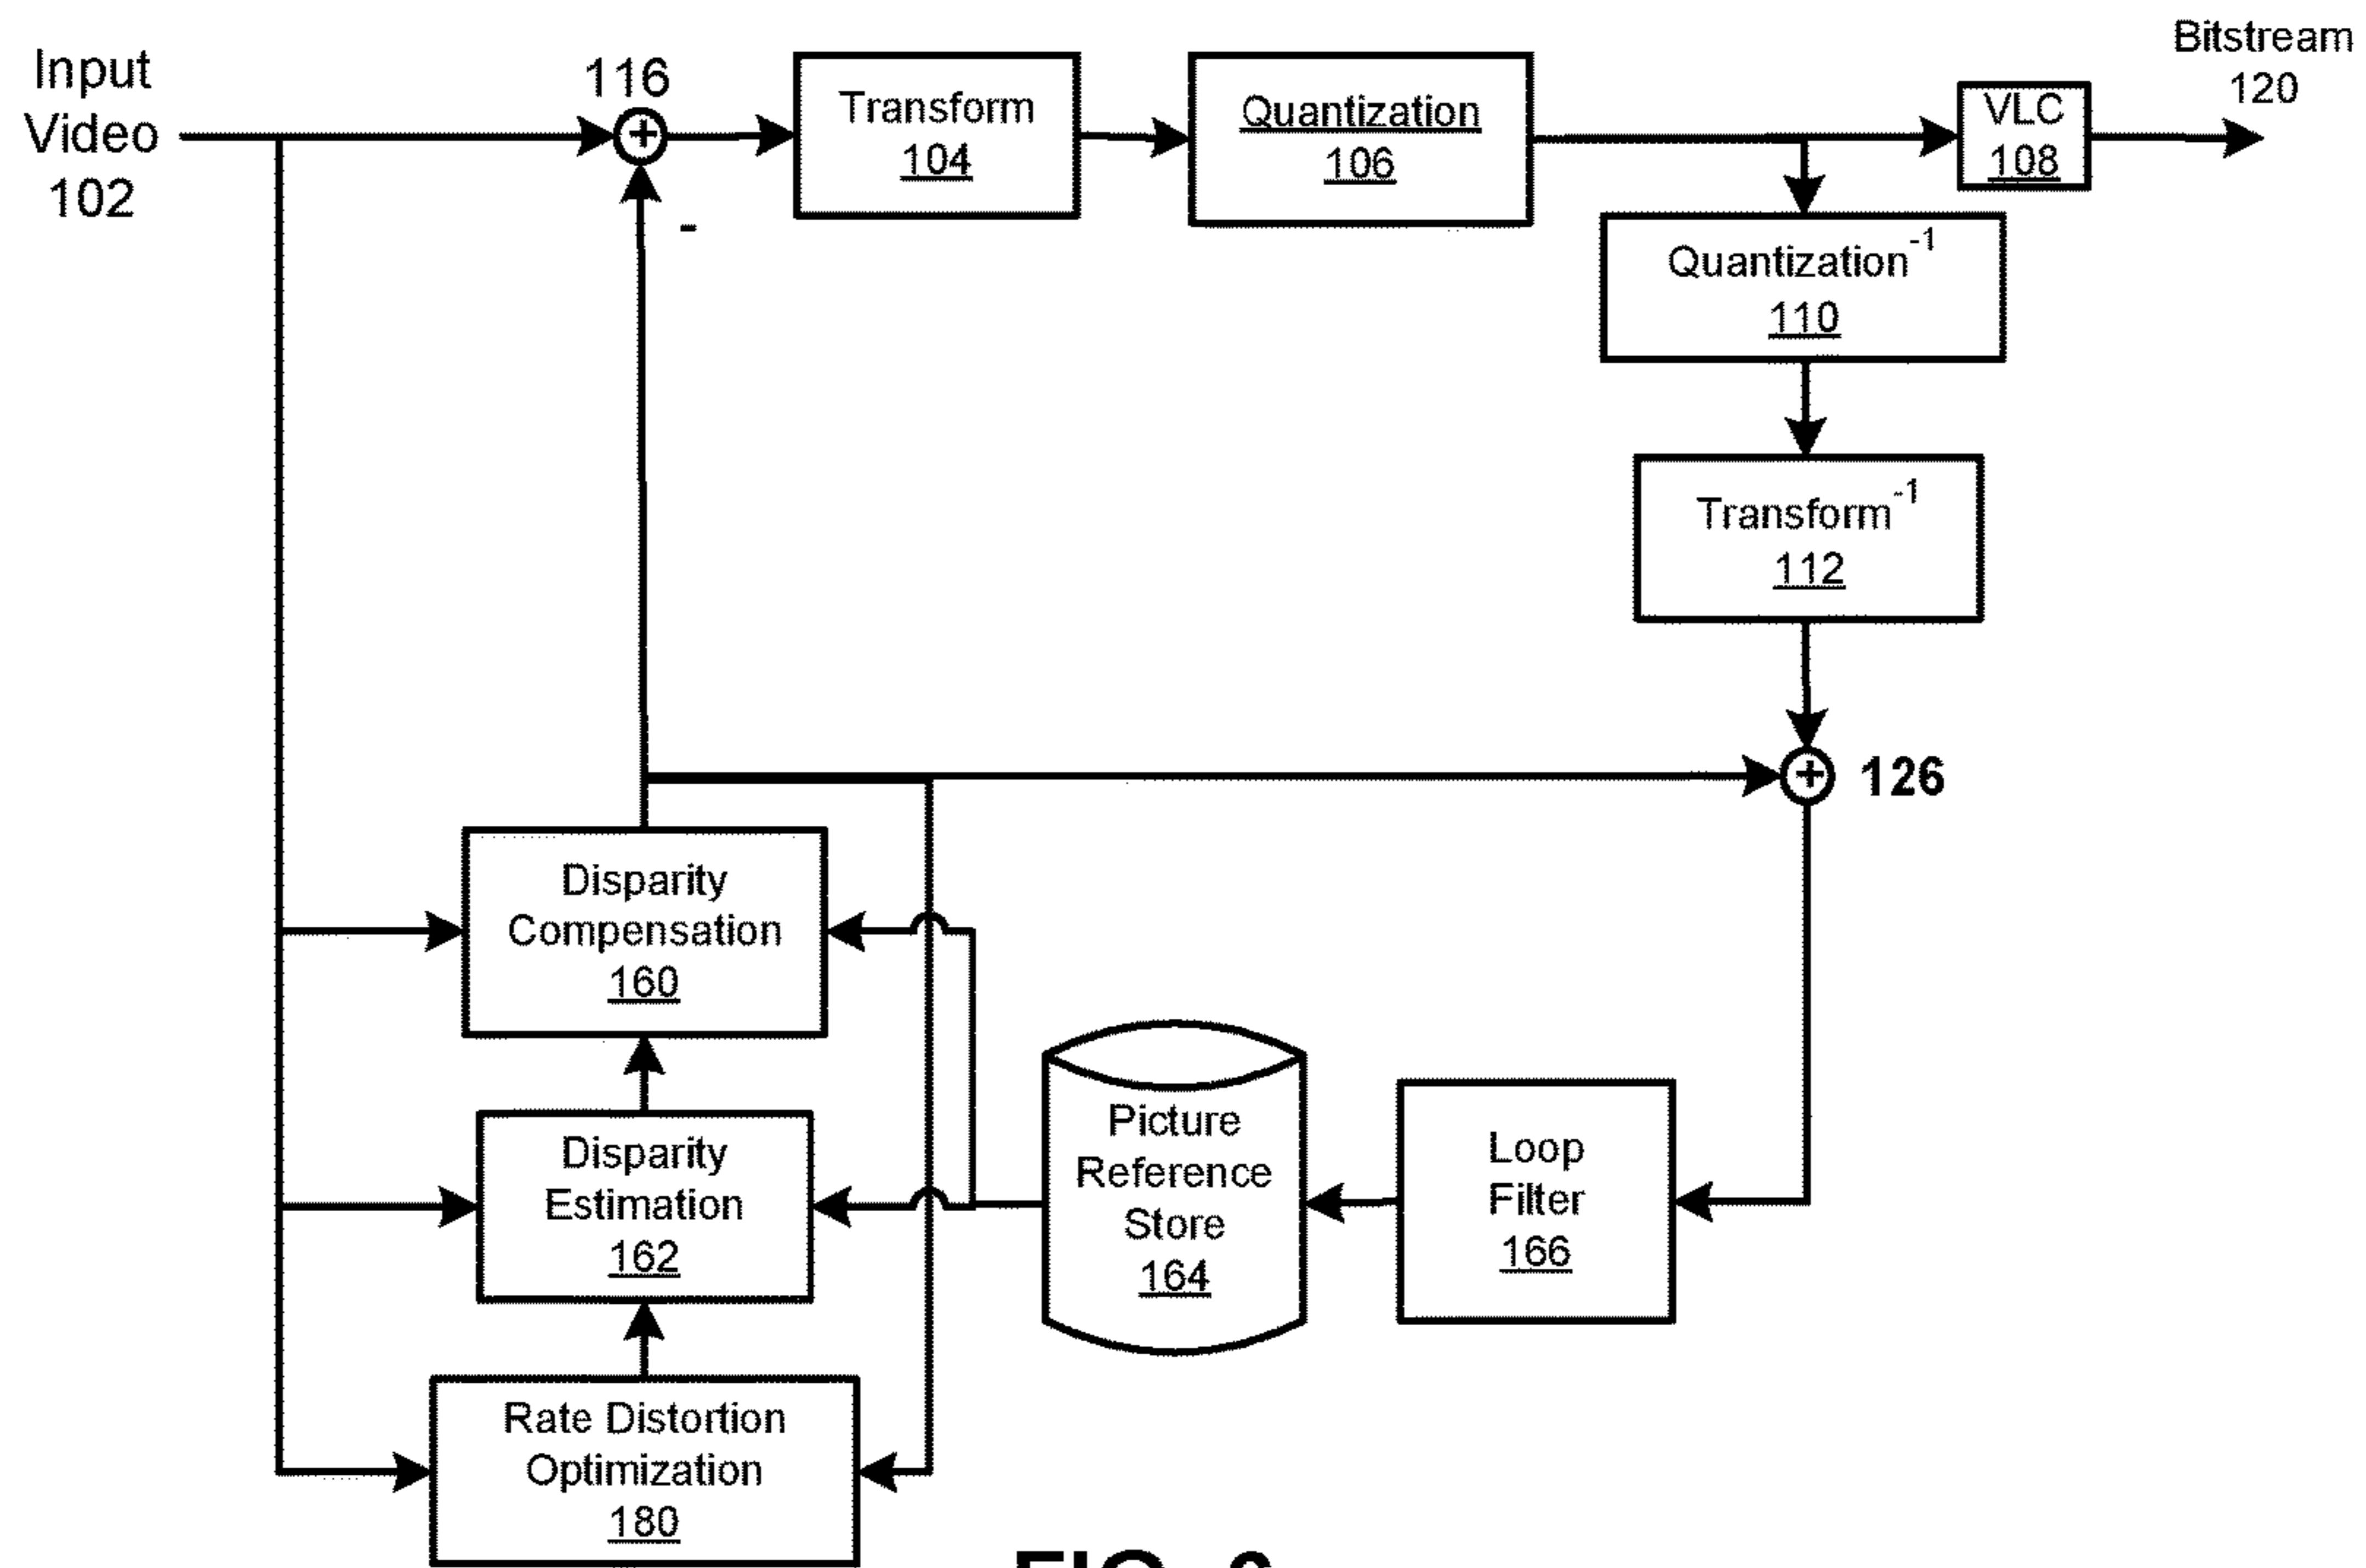 Input
Video
102
116
+
-
Transform
104
Quantization
106
VLC
108
Bitstream
120
Quantization-1
110
Transform-1
112
+
126
Disparity
Compensation
160
Disparity
Estimation
162
Rate Distortion
Optimization
180
Picture
Reference
Store
164
Loop
Filter
166